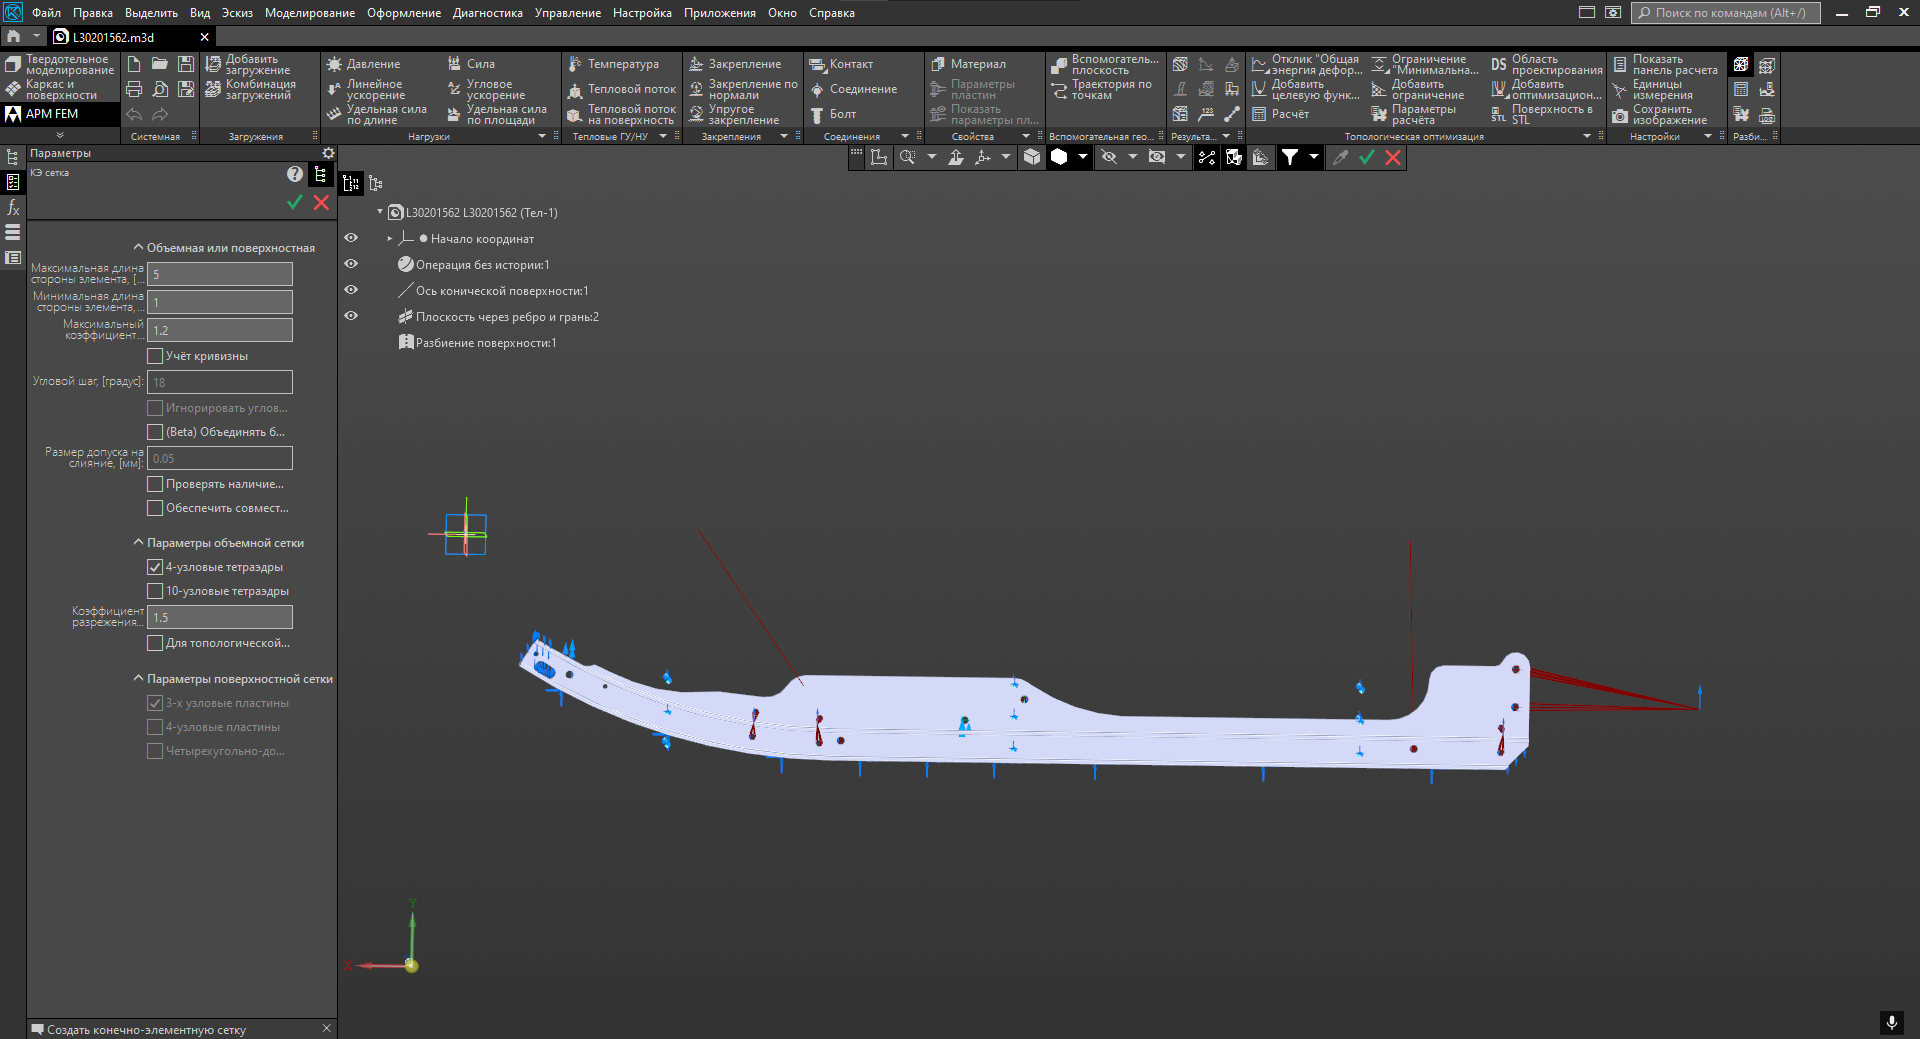 Файл Правка Выделить Вид Эскиз Моделирование Оформление Диагностика Управление Настройка Приложения Окно Справка
Поиск по командам (Alt+/)
L30201562.m3d
Твердотельное моделирование
Каркас и поверхности
APM FEM
Системная
Добавить загружение
Комбинация загружений
Загружения
Давление
Линейное ускорение
Удельная сила по длине
Сила
Угловое ускорение
Удельная сила по площади
Нагрузки
Температура
Тепловой поток
Тепловой поток на поверхность
Тепловые ГУ/НУ
Закрепление
Закрепление по нормали
Упругое закрепление
Закрепления
Контакт
Соединение
Болт
Соединения
Материал
Параметры пластин
Показать параметры пл...
Свойства
Вспомогатель... плоскость
Траектория по точкам
Вспомогательная гео...
123
Результа...
Отклик "Общая энергия дефор...
Добавить целевую функ...
Расчёт
Ограничение "Минимальна...
Добавить ограничение
Параметры расчёта
DS Область проектирования
Добавить оптимизацион...
STL Поверхность в STL
Топологическая оптимизация
Показать панель расчета
Единицы измерения
Сохранить изображение
Настройки
Разби...
Параметры
КЭ сетка
Объемная или поверхностная
Максимальная длина стороны элемента, [... 5
Минимальная длина стороны элемента,... 1
Максимальный коэффициент... 1.2
Учёт кривизны
Угловой шаг, [градус]: 18
Игнорировать углов...
(Beta) Объединять б...
Размер допуска на слияние, [мм]: 0.05
Проверять наличие...
Обеспечить совмест...
Параметры объемной сетки
4-узловые тетраэдры
10-узловые тетраэдры
Коэффициент разрежения... 1.5
Для топологической...
Параметры поверхностной сетки
3-х узловые пластины
4-узловые пластины
Четырехугольно-до...
Создать конечно-элементную сетку
L30201562 L30201562 (Тел-1)
Начало координат
Операция без истории:1
Ось конической поверхности:1
Плоскость через ребро и грань:2
Разбиение поверхности:1
Y
X